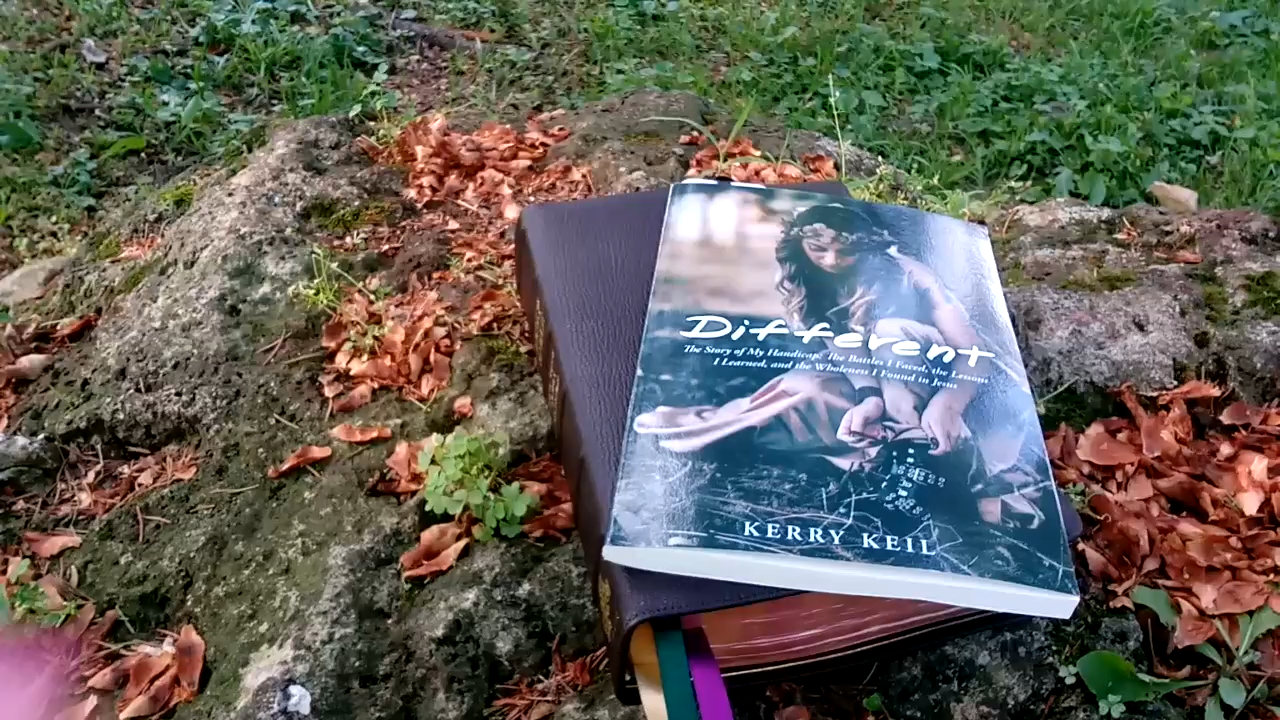 Different
The Story of My Handicap: The Battles I Faced, the Lessons
I Learned, and the Wholeness I Found in Jesus
KERRY KEIL